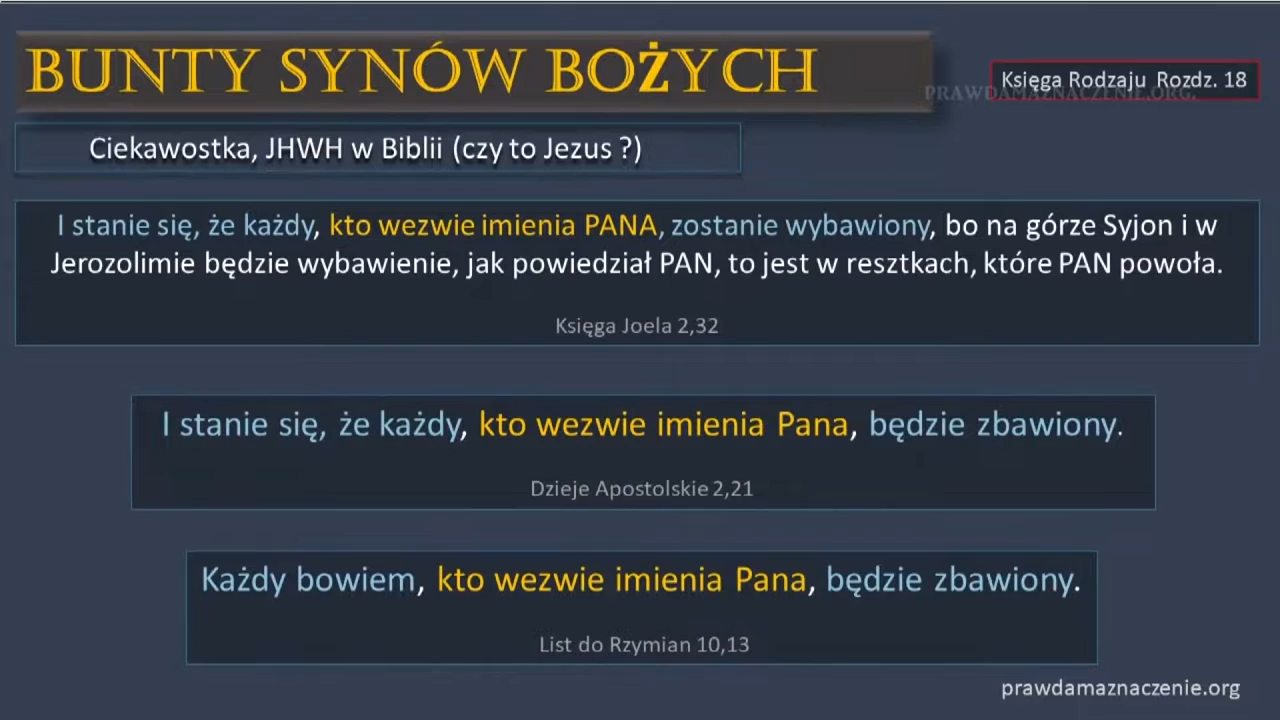 BUNTY SYNÓW BOŻYCH
PRAWDAMAZNACZENIE.ORG.
Księga Rodzaju Rozdz. 18
Ciekawostka, JHWH w Biblii (czy to Jezus ?)
I stanie się, że każdy, kto wezwie imienia PANA, zostanie wybawiony, bo na górze Syjon i w
Jerozolimie będzie wybawienie, jak powiedział PAN, to jest w resztkach, które PAN powoła.
Księga Joela 2,32
I stanie się, że każdy, kto wezwie imienia Pana, będzie zbawiony.
Dzieje Apostolskie 2,21
Każdy bowiem, kto wezwie imienia Pana, będzie zbawiony.
List do Rzymian 10,13
prawdamaznaczenie.org